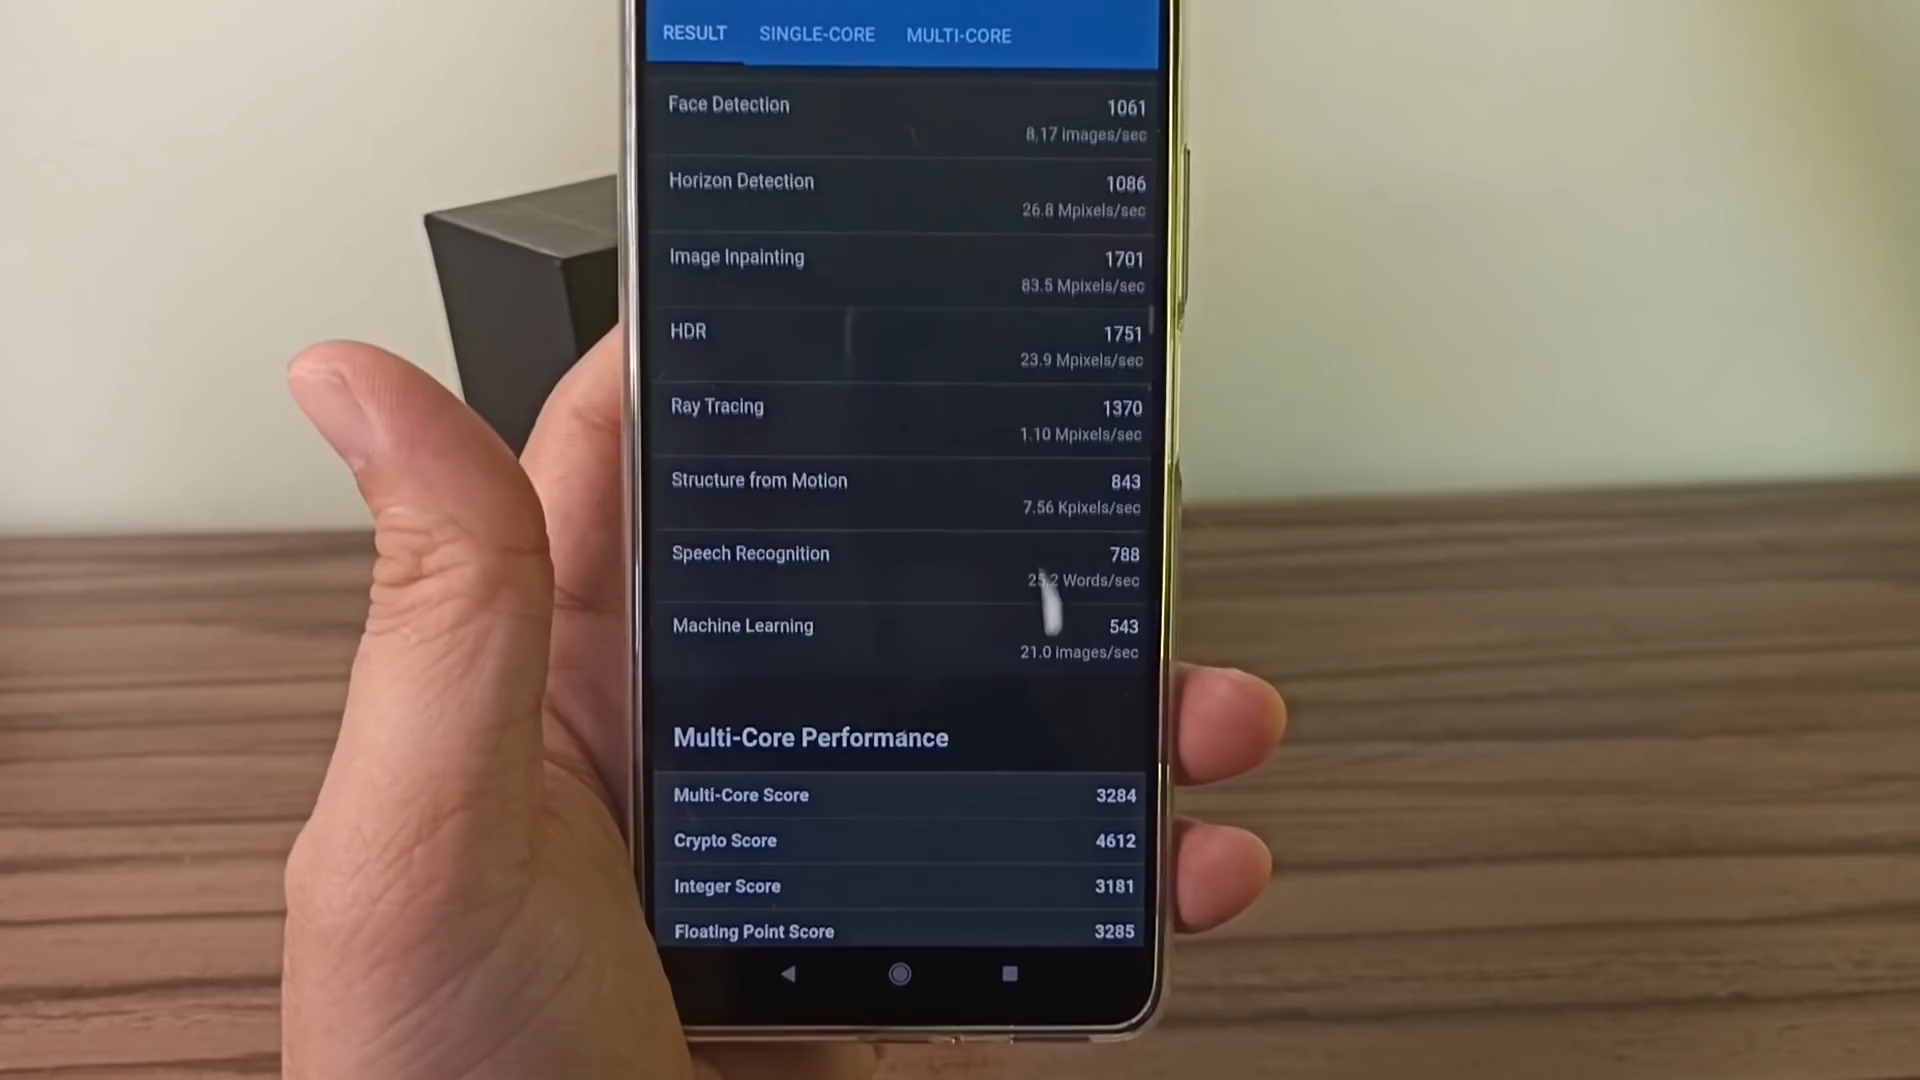 RESULT SINGLE-CORE MULTI-CORE
Face Detection 1061
8.17 images/sec
Horizon Detection 1086
26.8 Mpixels/sec
Image Inpainting 1701
83.5 Mpixels/sec
HDR 1751
23.9 Mpixels/sec
Ray Tracing 1370
1.10 Mpixels/sec
Structure from Motion 843
7.56 Kpixels/sec
Speech Recognition 788
25.2 Words/sec
Machine Learning 543
21.0 images/sec
Multi-Core Performance
Multi-Core Score 3284
Crypto Score 4612
Integer Score 3181
Floating Point Score 3285